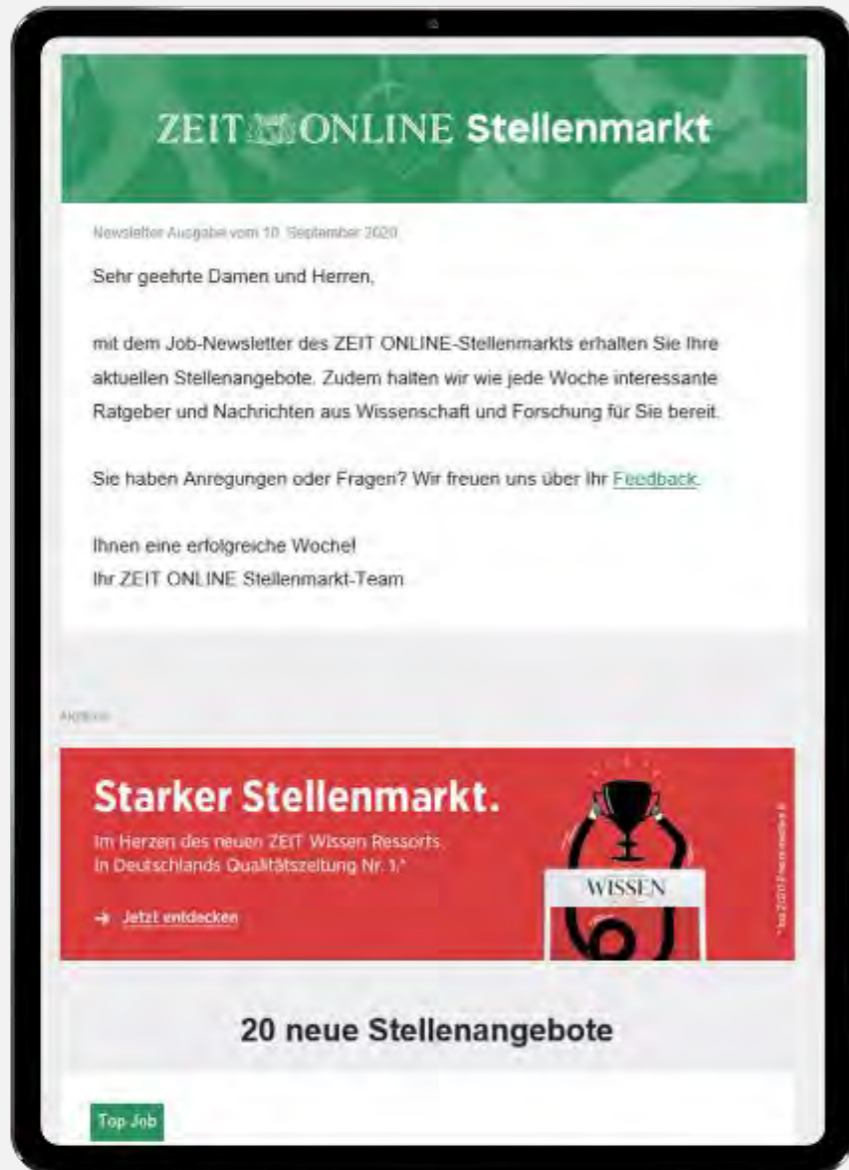 ZEIT ONLINE Stellenmarkt
Newsletter-Ausgabe vom 10. September 2020
Sehr geehrte Damen und Herren,
mit dem Job-Newsletter des ZEIT ONLINE-Stellenmarkts erhalten Sie Ihre
aktuellen Stellenangebote. Zudem halten wir wie jede Woche interessante
Ratgeber und Nachrichten aus Wissenschaft und Forschung für Sie bereit.
Sie haben Anregungen oder Fragen? Wir freuen uns über Ihr Feedback.
Ihnen eine erfolgreiche Woche!
Ihr ZEIT ONLINE Stellenmarkt-Team
Anzeige
Starker Stellenmarkt.
Im Herzen des neuen ZEIT Wissen Ressorts.
In Deutschlands Qualitätszeitung Nr. 1.*
→ Jetzt entdecken
WISSEN
20 neue Stellenangebote
Top Job